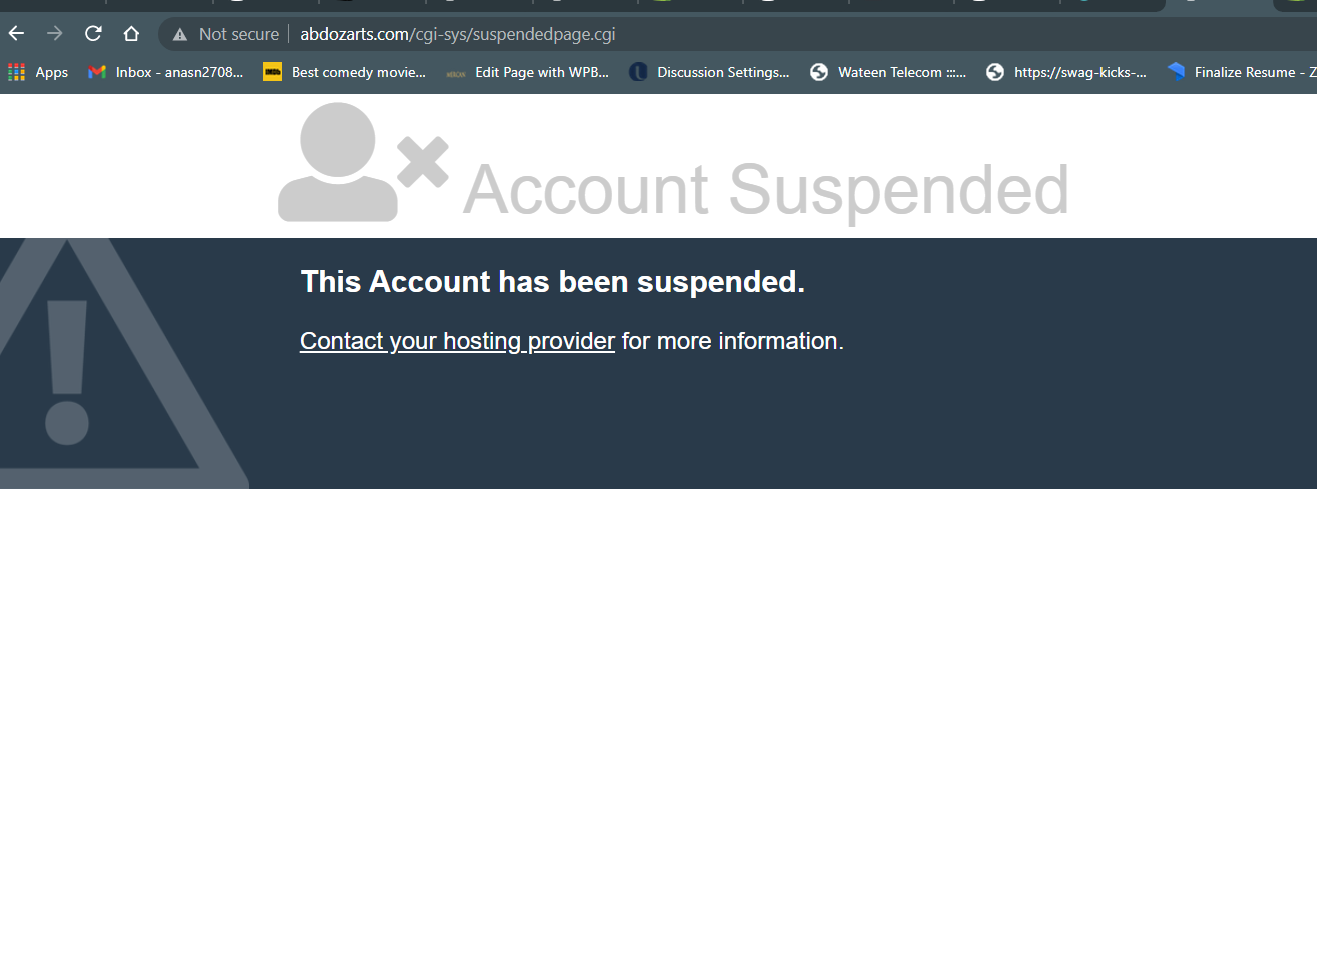 Not secure abdozarts.com/cgi-sys/suspendedpage.cgi
Apps Inbox - anasn2708... IMDb Best comedy movie... Edit Page with WPB... Discussion Settings... Wateen Telecom :::... https://swag-kicks-... Finalize Resume - Z
Account Suspended
This Account has been suspended.
Contact your hosting provider for more information.